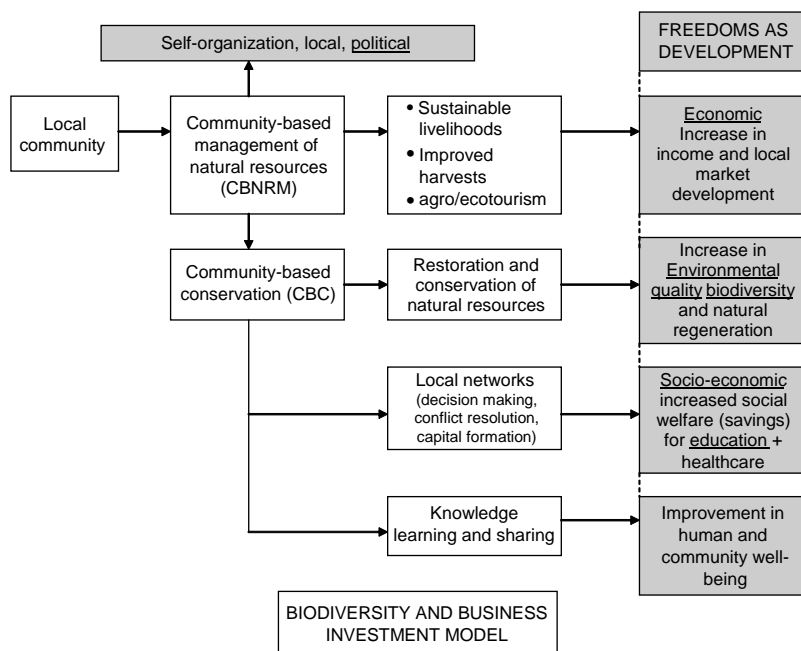 Self-organization, local, political
FREEDOMS AS
DEVELOPMENT
Local
community
Community-based
management of
natural resources
(CBNRM)
• Sustainable
livelihoods
• Improved
harvests
• agro/ecotourism
Economic
Increase in
income and local
market
development
Community-based
conservation (CBC)
Restoration and
conservation of
natural resources
Increase in
Environmental
quality biodiversity
and natural
regeneration
Local networks
(decision making,
conflict resolution,
capital formation)
Socio-economic
increased social
welfare (savings)
for education +
healthcare
Knowledge
learning and sharing
Improvement in
human and
community well-
being
BIODIVERSITY AND BUSINESS
INVESTMENT MODEL